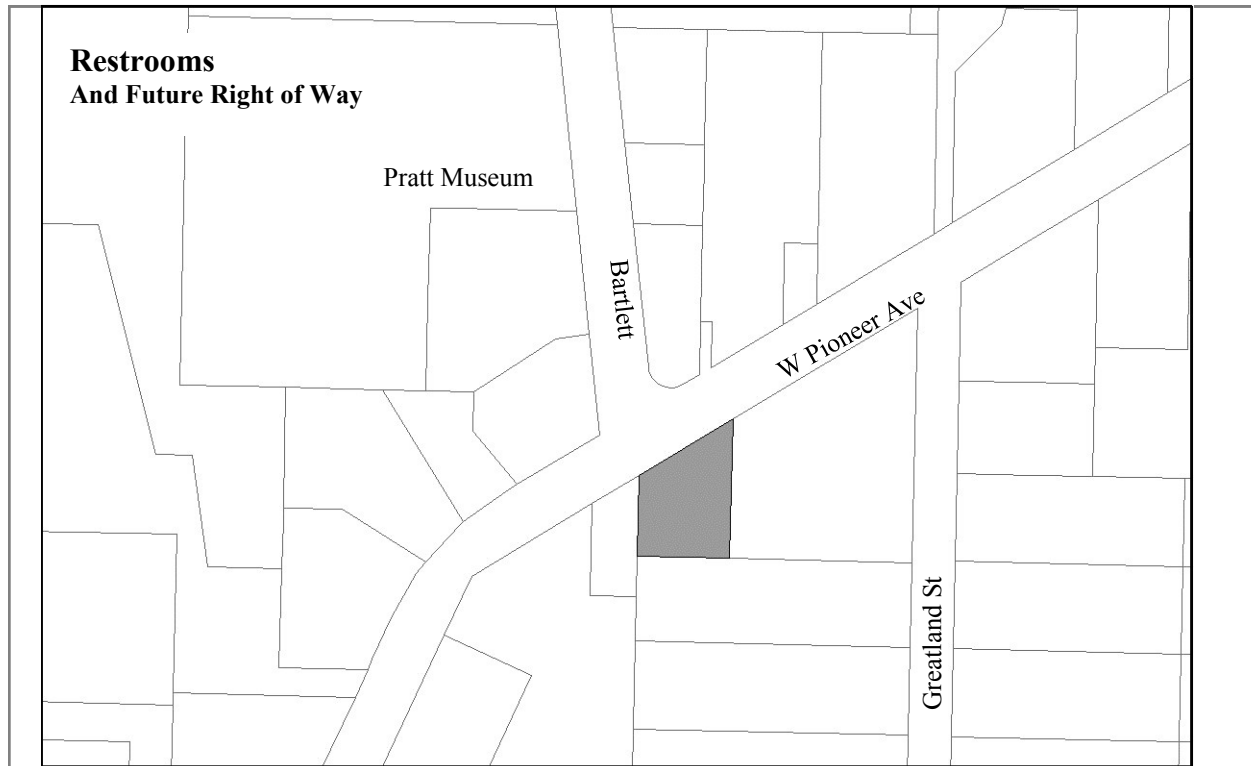 Restrooms
And Future Right of Way
Pratt Museum
Bartlett
W Pioneer Ave
Greatland St